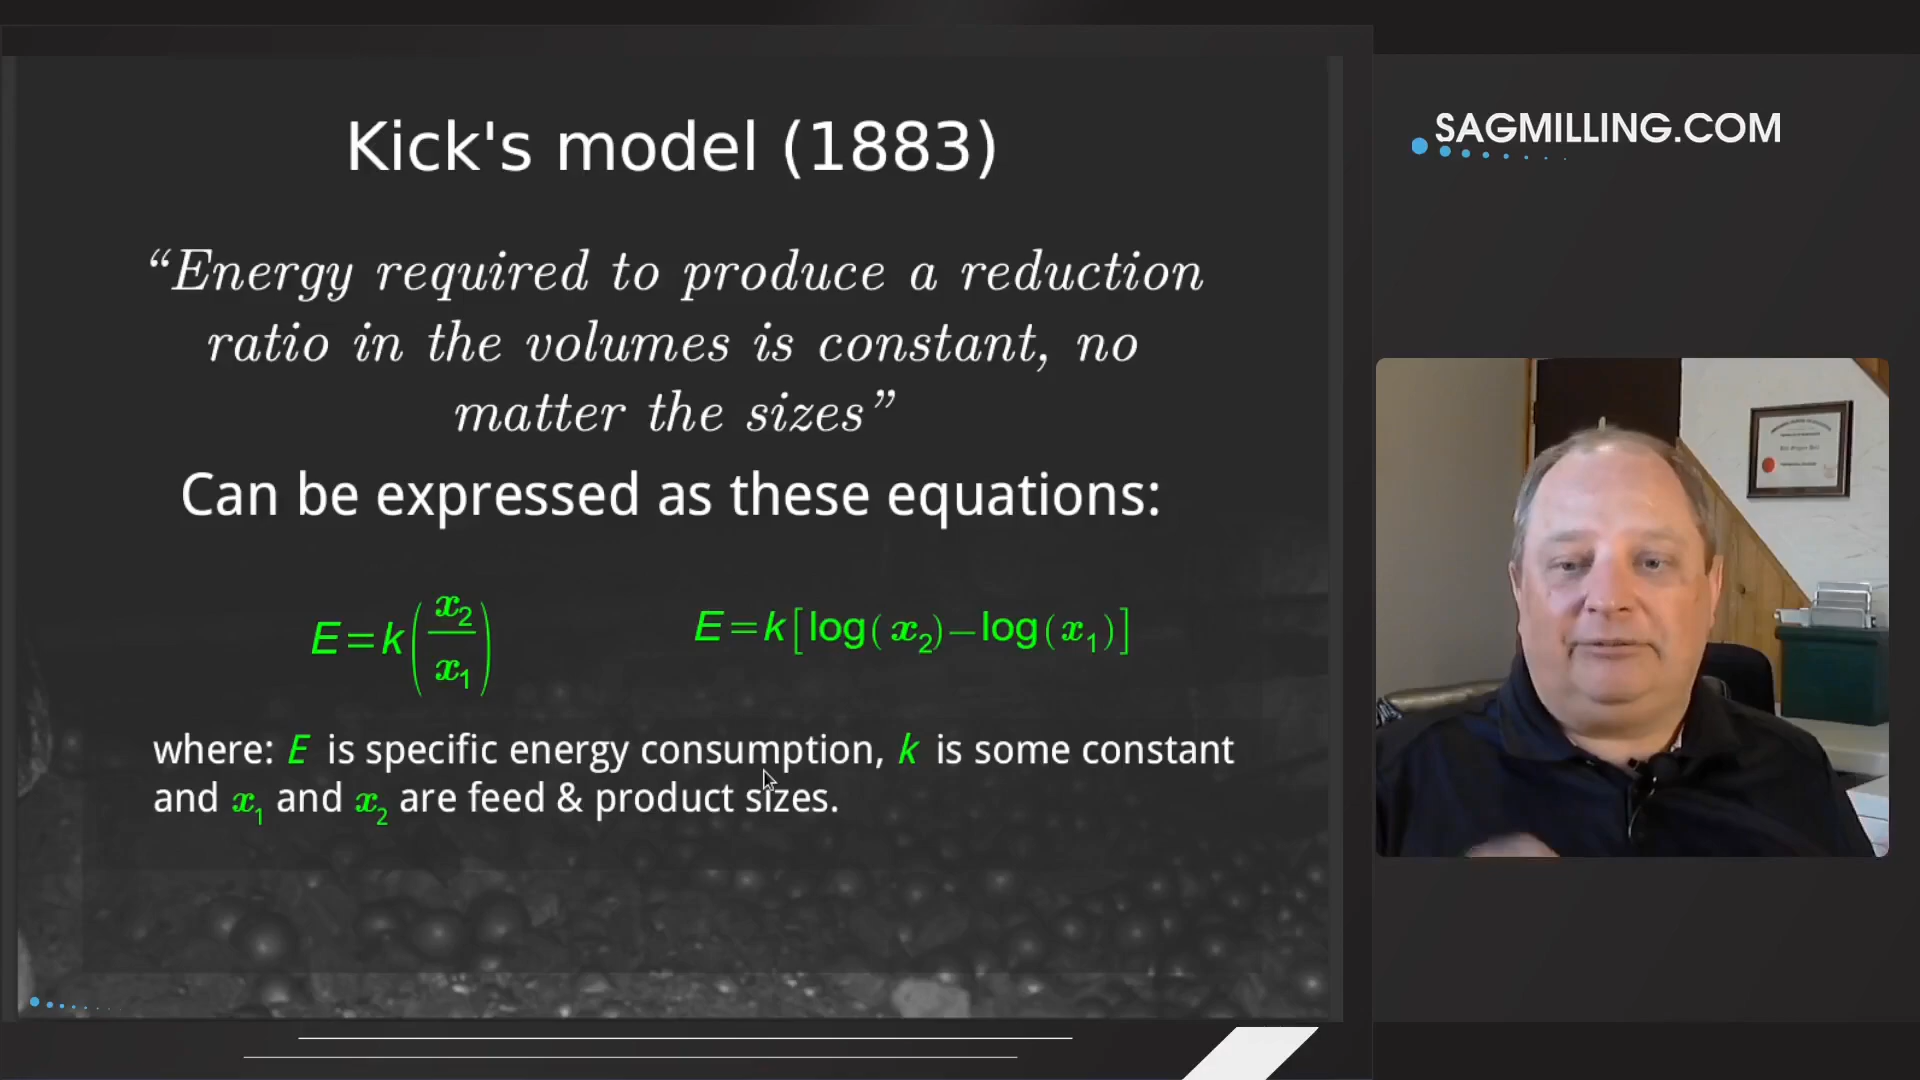 Kick's model (1883)
“Energy required to produce a reduction
ratio in the volumes is constant, no
matter the sizes”
Can be expressed as these equations:
E=k(x₂/x₁)
E=k[log(x₂)−log(x₁)]
where: E is specific energy consumption, k is some constant
and x₁ and x₂ are feed & product sizes.
SAGMILLING.COM